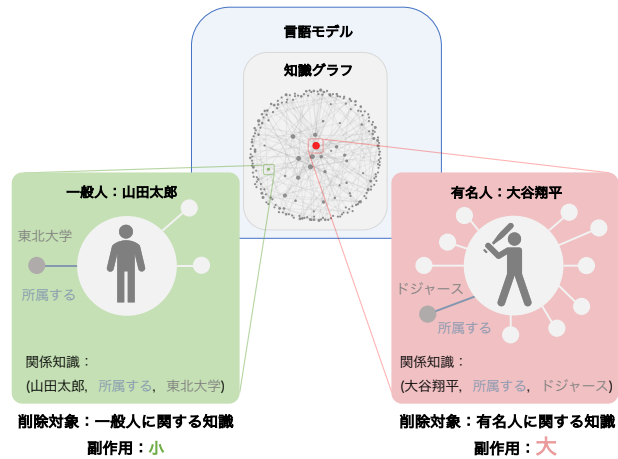 言語モデル
知識グラフ
一般人：山田太郎
東北大学
所属する
関係知識：
(山田太郎, 所属する, 東北大学)
削除対象：一般人に関する知識
副作用：小
有名人：大谷翔平
ドジャース
所属する
関係知識：
(大谷翔平, 所属する, ドジャース)
削除対象：有名人に関する知識
副作用：大